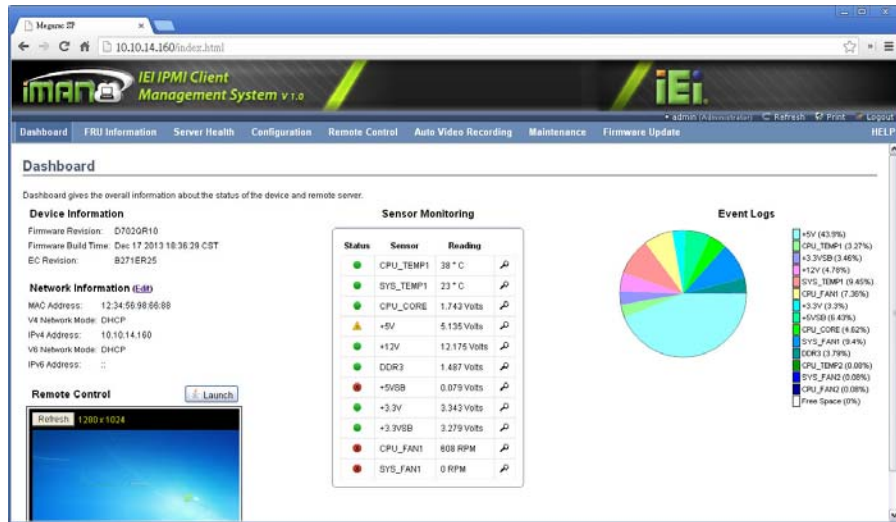 Megarac SP
10.10.14.160/index.html
iMAN
IEI IPMI Client
Management System v 1.0
iEi
admin (Administrator) Refresh Print Logout
Dashboard FRU Information Server Health Configuration Remote Control Auto Video Recording Maintenance Firmware Update HELP
Dashboard
Dashboard gives the overall information about the status of the device and remote server.
Device Information
Firmware Revision: D702GR10
Firmware Build Time: Dec 17 2013 18:36:29 CST
EC Revision: B271ER25
Network Information (Edit)
MAC Address: 12:34:56:98:66:88
V4 Network Mode: DHCP
IPv4 Address: 10.10.14.160
V6 Network Mode: DHCP
IPv6 Address: ::
Remote Control Launch
Refresh 1280 x 1024
Sensor Monitoring
Status Sensor Reading
CPU_TEMP1 38 ° C
SYS_TEMP1 23 ° C
CPU_CORE 1.743 Volts
+5V 5.135 Volts
+12V 12.175 Volts
DDR3 1.487 Volts
+5VSB 0.079 Volts
+3.3V 3.343 Volts
+3.3VSB 3.279 Volts
CPU_FAN1 608 RPM
SYS_FAN1 0 RPM
Event Logs
+5V (43.9%)
CPU_TEMP1 (3.27%)
+3.3VSB (3.46%)
+12V (4.78%)
SYS_TEMP1 (9.45%)
CPU_FAN1 (7.36%)
+3.3V (3.3%)
+5VSB (6.43%)
CPU_CORE (4.62%)
SYS_FAN1 (9.4%)
DDR3 (3.79%)
CPU_TEMP2 (0.08%)
SYS_FAN2 (0.08%)
CPU_FAN2 (0.08%)
Free Space (0%)